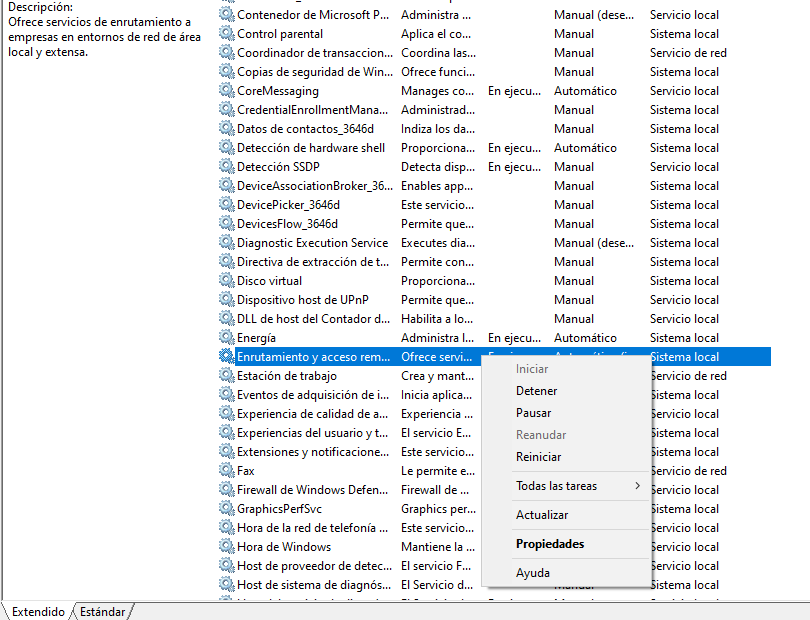 Descripción:
Ofrece servicios de enrutamiento a
empresas en entornos de red de área
local y extensa.
Contenedor de Microsoft P... Administra ... Manual (dese... Servicio local
Control parental Aplica el co... Manual Sistema local
Coordinador de transaccion... Coordina las... Manual Servicio de red
Copias de seguridad de Win... Ofrece funci... Manual Sistema local
CoreMessaging Manages co... En ejecu... Automático Servicio local
CredentialEnrollmentMana... Administrad... Manual Sistema local
Datos de contactos_3646d Indiza los da... Manual Sistema local
Detección de hardware shell Proporciona... En ejecu... Automático Sistema local
Detección SSDP Detecta disp... En ejecu... Manual Servicio local
DeviceAssociationBroker_36... Enables app... Manual Sistema local
DevicePicker_3646d Este servicio... Manual Sistema local
DevicesFlow_3646d Permite que... Manual Sistema local
Diagnostic Execution Service Executes dia... Manual (dese... Sistema local
Directiva de extracción de t... Permite con... Manual Sistema local
Disco virtual Proporciona... Manual Sistema local
Dispositivo host de UPnP Permite que... Manual Servicio local
DLL de host del Contador d... Habilita a lo... Manual Servicio local
Energía Administra l... En ejecu... Automático Sistema local
Enrutamiento y acceso rem... Ofrece servi... Sistema local
Estación de trabajo Crea y mant... Servicio de red
Eventos de adquisición de i... Inicia aplica... Sistema local
Experiencia de calidad de a... Experiencia ... Servicio local
Experiencias del usuario y t... El servicio E... Sistema local
Extensiones y notificacione... Este servicio... Sistema local
Fax Le permite e... Servicio de red
Firewall de Windows Defen... Firewall de ... Servicio local
GraphicsPerfSvc Graphics per... Sistema local
Hora de la red de telefonía ... Este servicio... Servicio local
Hora de Windows Mantiene la ... Servicio local
Host de proveedor de detec... El servicio F... Servicio local
Host de sistema de diagnós... El Servicio d... Manual Sistema local
Iniciar
Detener
Pausar
Reanudar
Reiniciar
Todas las tareas
Actualizar
Propiedades
Ayuda
Extendido Estándar